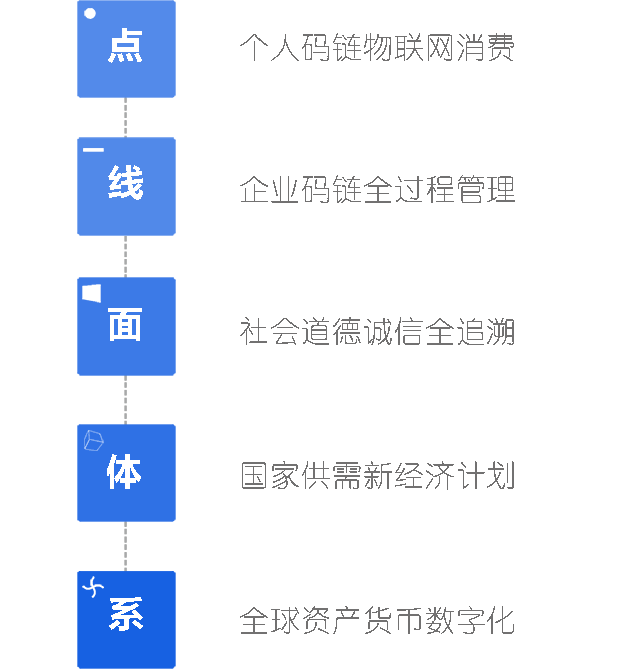 点
个人码链物联网消费
线
企业码链全过程管理
面
社会道德诚信全追溯
体
国家供需新经济计划
系
全球资产货币数字化